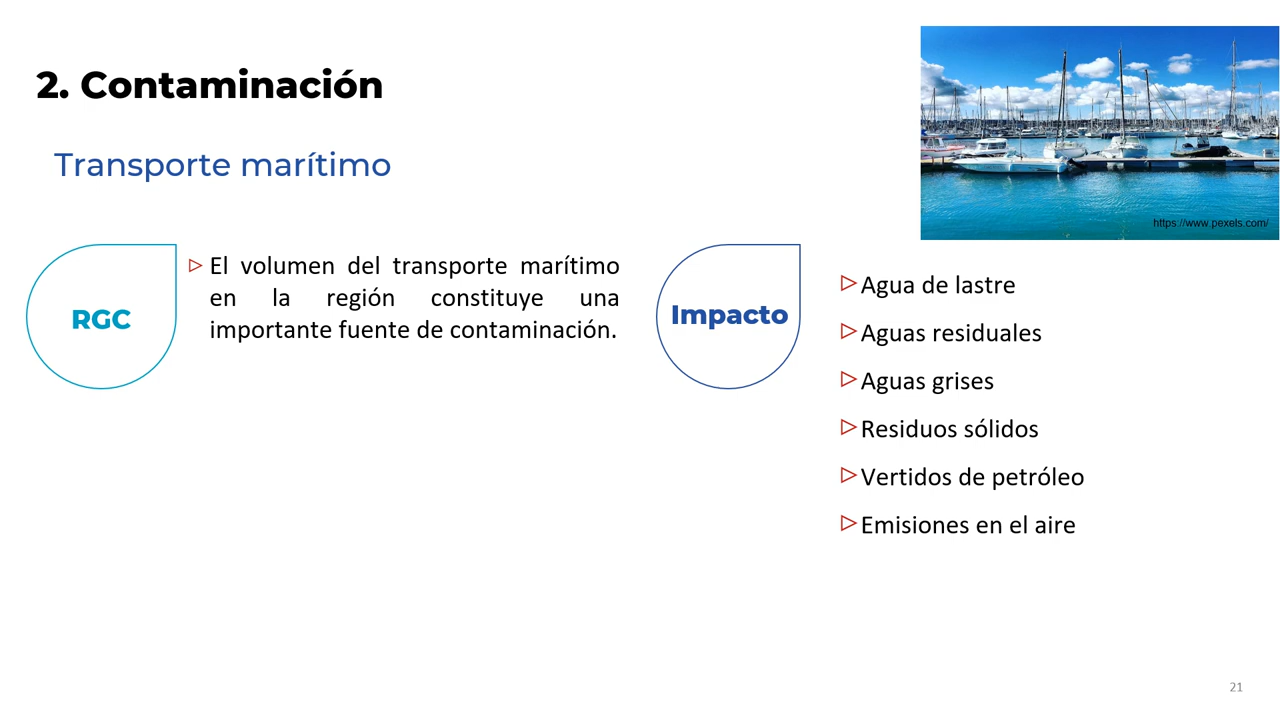 2. Contaminación
https://www.pexels.com/
Transporte marítimo
RGC
El volumen del transporte marítimo
en la región constituye una
importante fuente de contaminación.
Impacto
Agua de lastre
Aguas residuales
Aguas grises
Residuos sólidos
Vertidos de petróleo
Emisiones en el aire
21